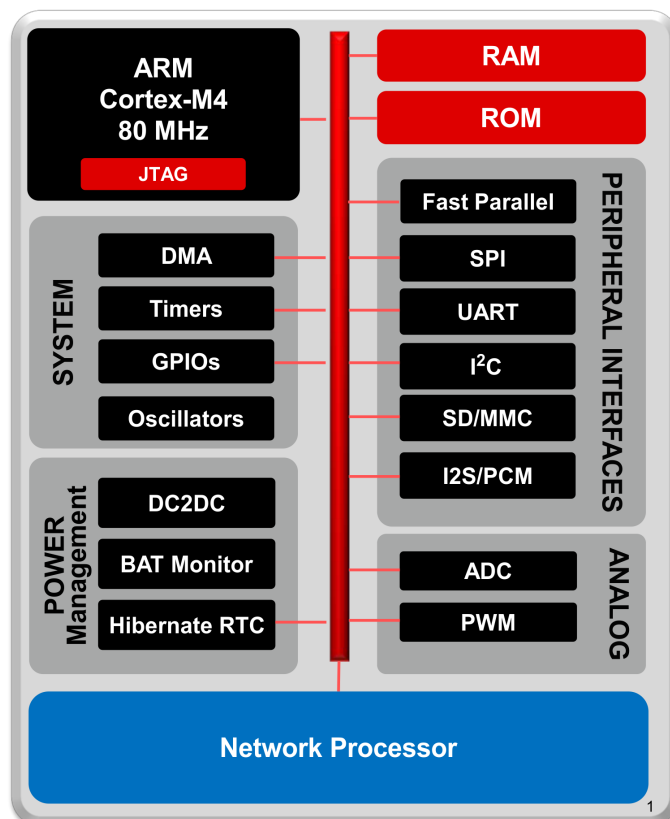 ARM
Cortex-M4
80 MHz
JTAG
RAM
ROM
SYSTEM
DMA
Timers
GPIOs
Oscillators
PERIPHERAL INTERFACES
Fast Parallel
SPI
UART
I²C
SD/MMC
I2S/PCM
POWER
Management
DC2DC
BAT Monitor
Hibernate RTC
ANALOG
ADC
PWM
Network Processor
1